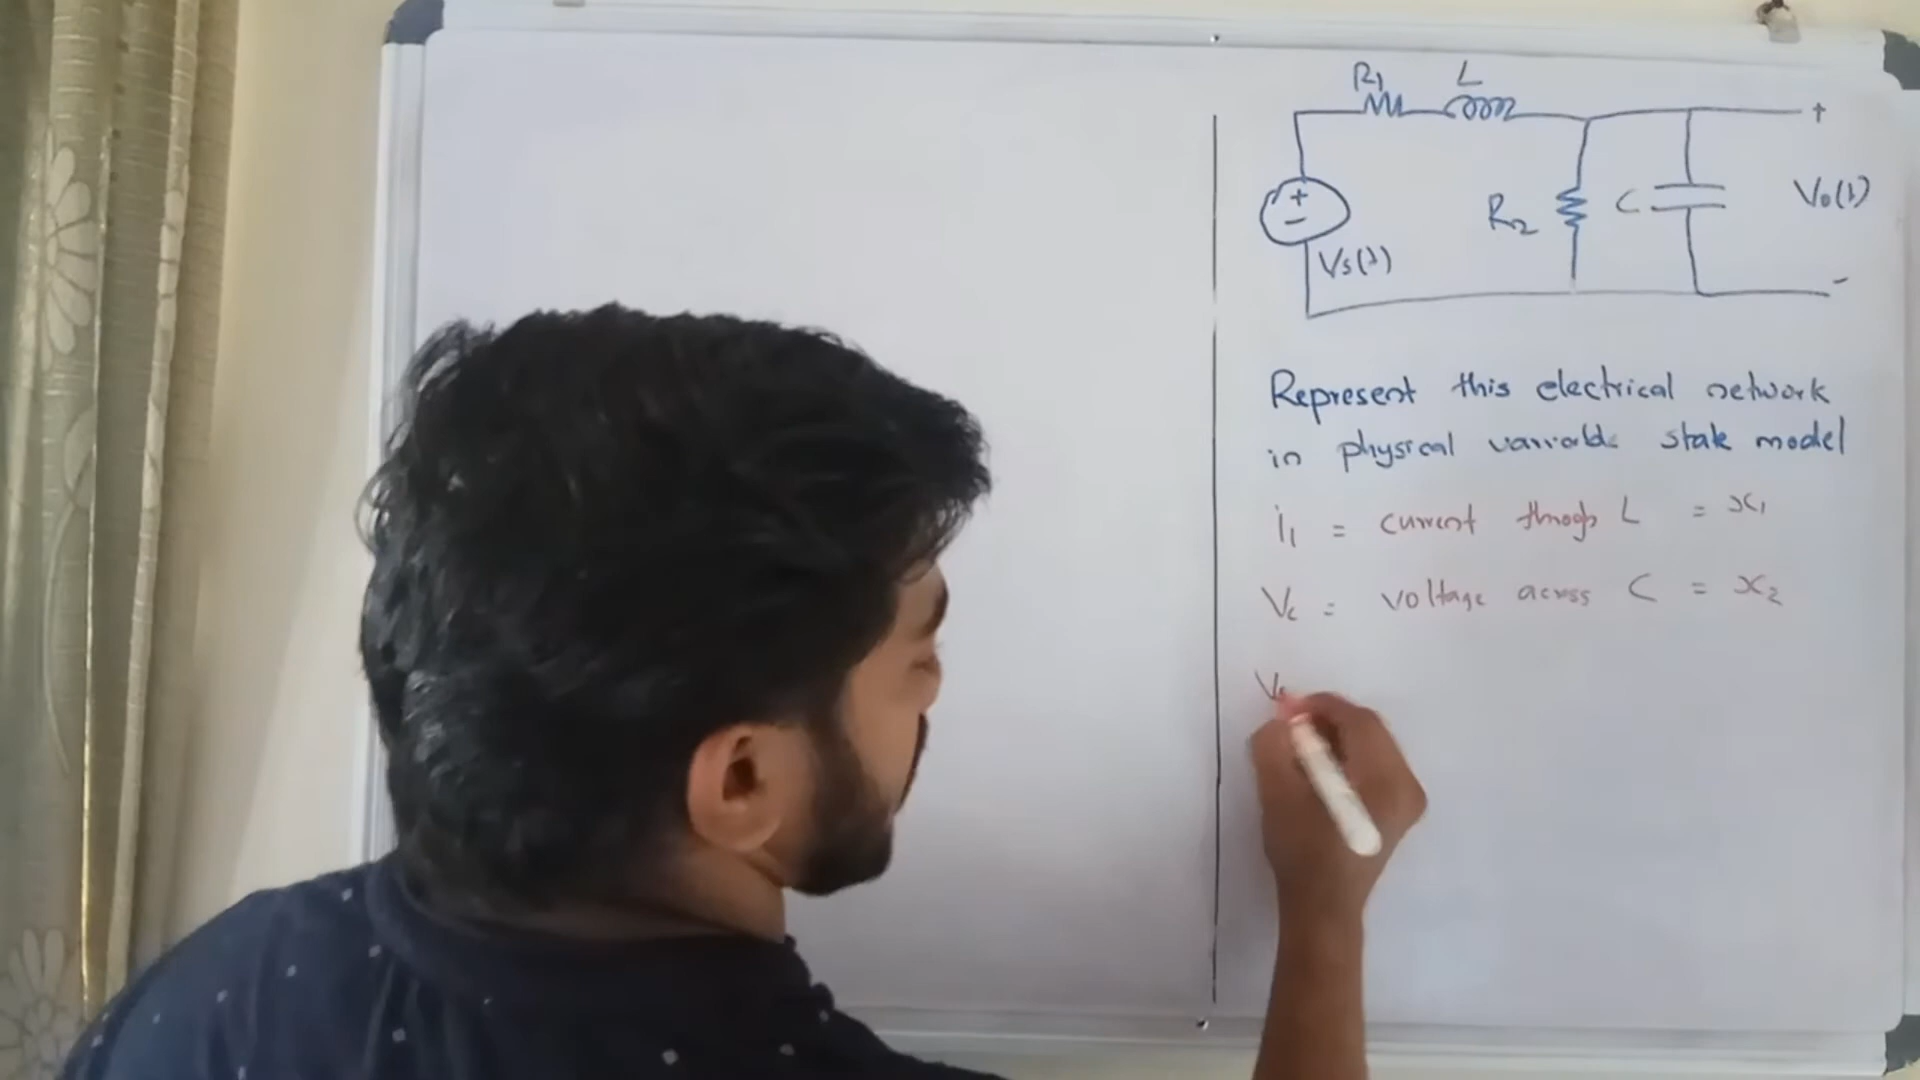 R1 L
+
+
-
R2 C Vo(t)
Vs(t)
-
Represent this electrical network
in physical variable state model
i1 = current through L = x1
Vc = voltage across C = x2
Vs